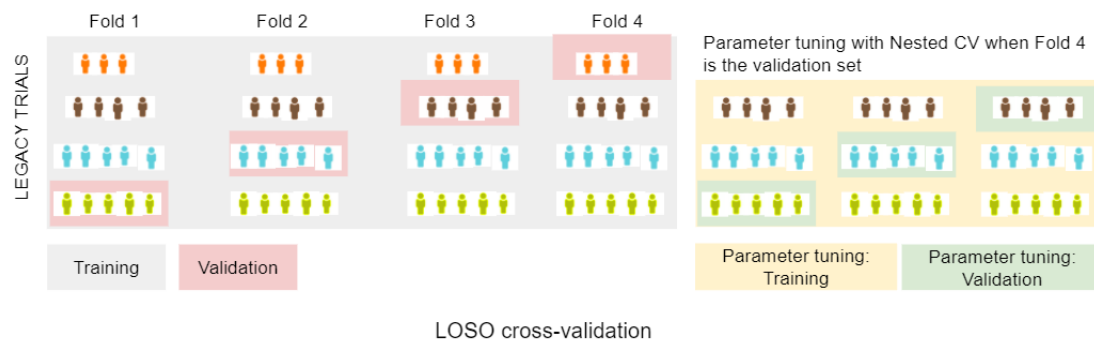 Fold 1
Fold 2
Fold 3
Fold 4
LEGACY TRIALS
Parameter tuning with Nested CV when Fold 4
is the validation set
Training
Validation
Parameter tuning:
Training
Parameter tuning:
Validation
LOSO cross-validation